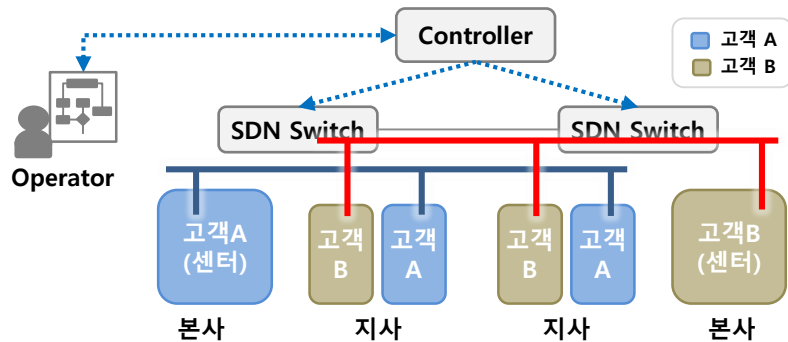 Controller
고객 A
고객 B
SDN Switch
SDN Switch
Operator
고객A
(센터)
고객
B
고객
A
고객
B
고객
A
고객B
(센터)
본사
지사
지사
본사